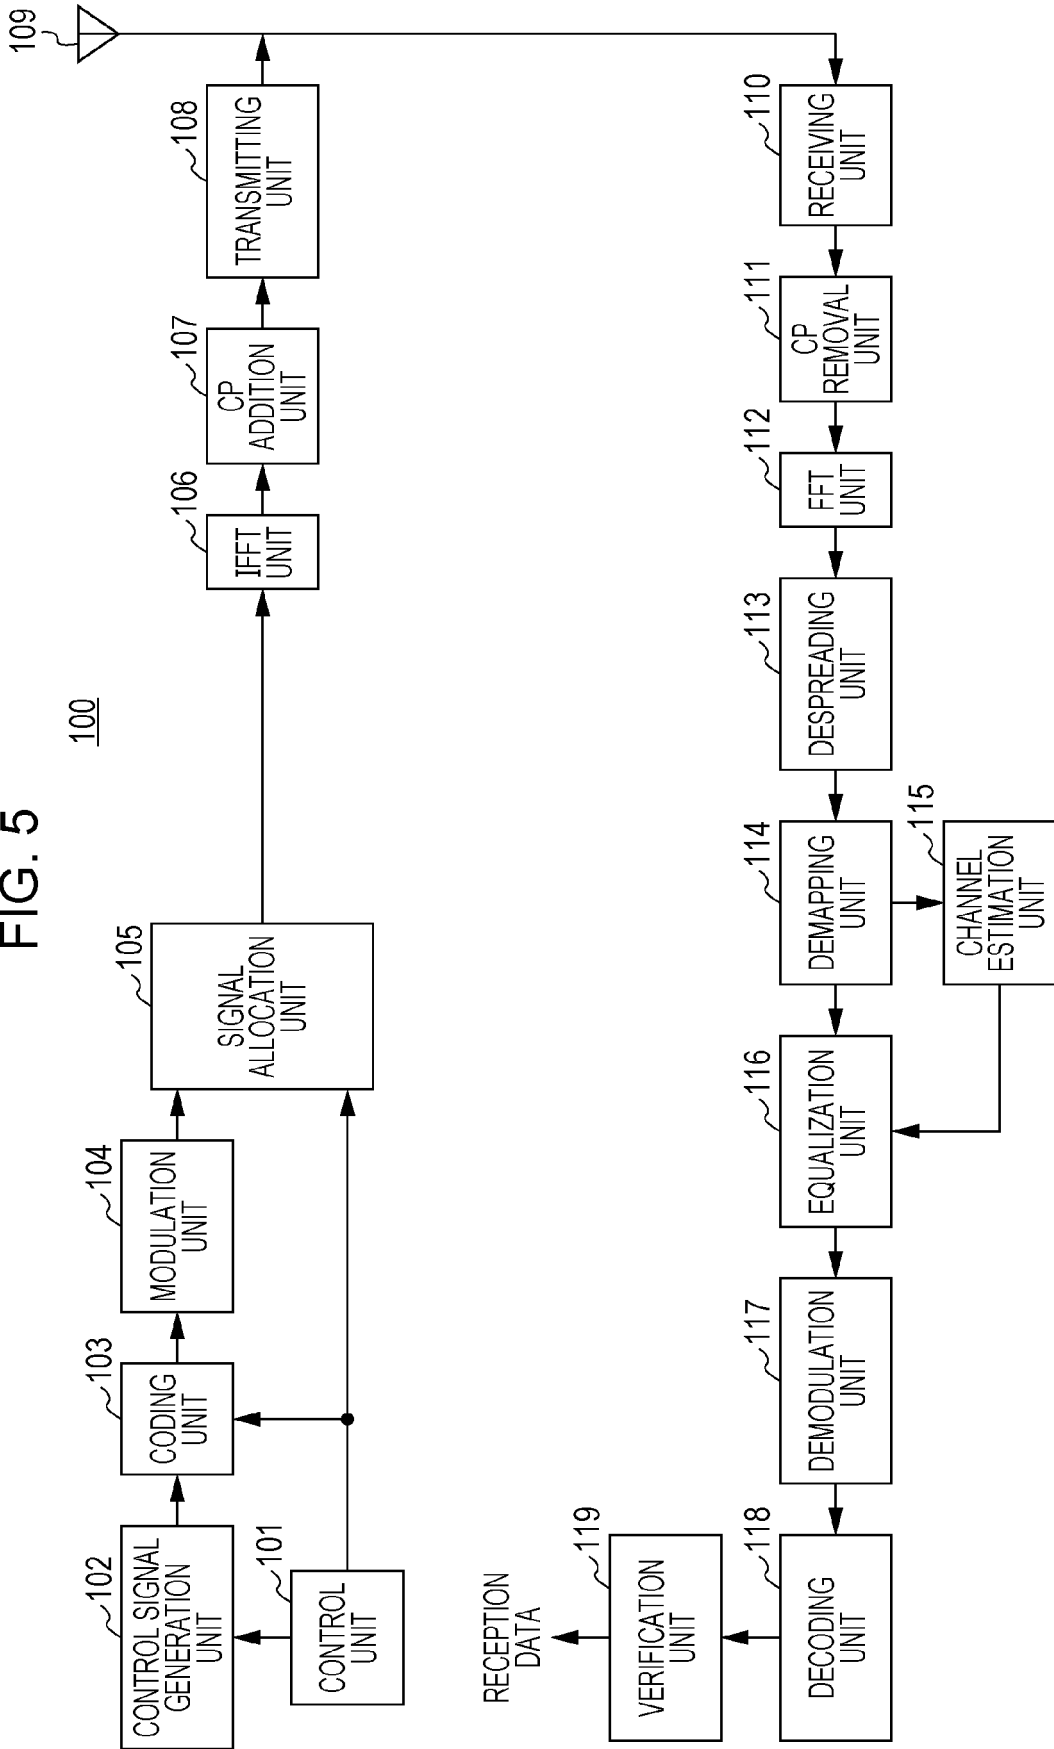 FIG. 5
100
109
102
CONTROL SIGNAL
GENERATION
UNIT
101
CONTROL
UNIT
103
CODING
UNIT
104
MODULATION
UNIT
105
SIGNAL
ALLOCATION
UNIT
106
IFFT
UNIT
107
CP
ADDITION
UNIT
108
TRANSMITTING
UNIT
110
RECEIVING
UNIT
111
CP
REMOVAL
UNIT
112
FFT
UNIT
113
DESPREADING
UNIT
114
DEMAPPING
UNIT
115
CHANNEL
ESTIMATION
UNIT
116
EQUALIZATION
UNIT
117
DEMODULATION
UNIT
118
DECODING
UNIT
119
VERIFICATION
UNIT
RECEPTION
DATA